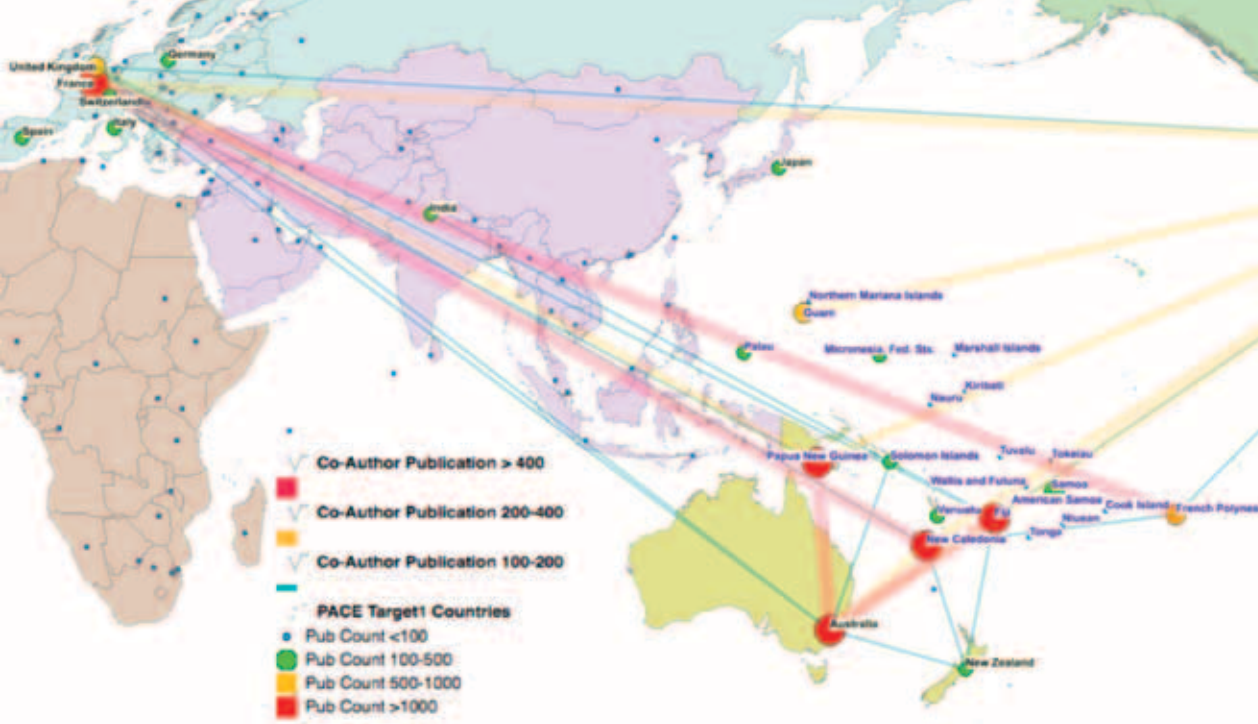 Germany
United Kingdom
France
Switzerland
Italy
Spain
Japan
India
Northern Mariana Islands
Guam
Palau
Micronesia, Fed. Sts.
Marshall Islands
Kiribati
Nauru
Papua New Guinea
Solomon Islands
Tuvalu
Tokelau
Wallis and Futuna
Samoa
American Samoa
Cook Island
French Polyne
Vanuatu
Fiji
Niuean
Tonga
New Caledonia
Australia
New Zealand
Co-Author Publication > 400
Co-Author Publication 200-400
Co-Author Publication 100-200
PACE Target1 Countries
Pub Count <100
Pub Count 100-500
Pub Count 500-1000
Pub Count >1000